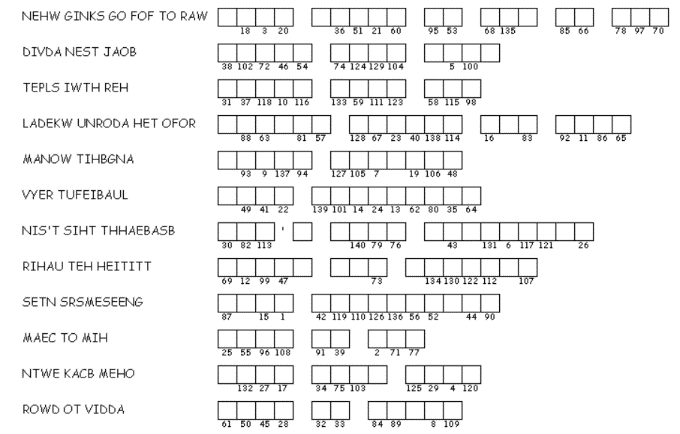 NEHW GINKS GO FOF TO RAW
18 3 20 36 51 21 60 95 53 68 135 85 66 78 97 70
DIVDA NEST JAOB
38 102 72 46 54 74 124 129 104 5 100
TEPLS IWTH REH
31 37 118 10 116 133 59 111 123 58 115 98
LADEKW UNRODA HET OFOR
88 63 81 57 128 67 23 40 138 114 16 83 92 11 86 65
MANOW TIHBGNA
93 9 137 94 127 105 7 19 106 48
VYER TUFEIBAUL
49 41 22 139 101 14 24 13 62 80 35 64
NIS'T SIHT THHAEBASB '
30 82 113 140 79 76 43 131 6 117 121 26
RIHAU TEH HEITITT
69 12 99 47 73 134 130 122 112 107
SETN SRSMESEENG
87 15 1 42 119 110 126 136 56 52 44 90
MAEC TO MIH
25 55 96 108 91 39 2 71 77
NTWE KACB MEHO
132 27 17 34 75 103 125 29 4 120
ROWD OT VIDDA
61 50 45 28 32 33 84 89 8 109